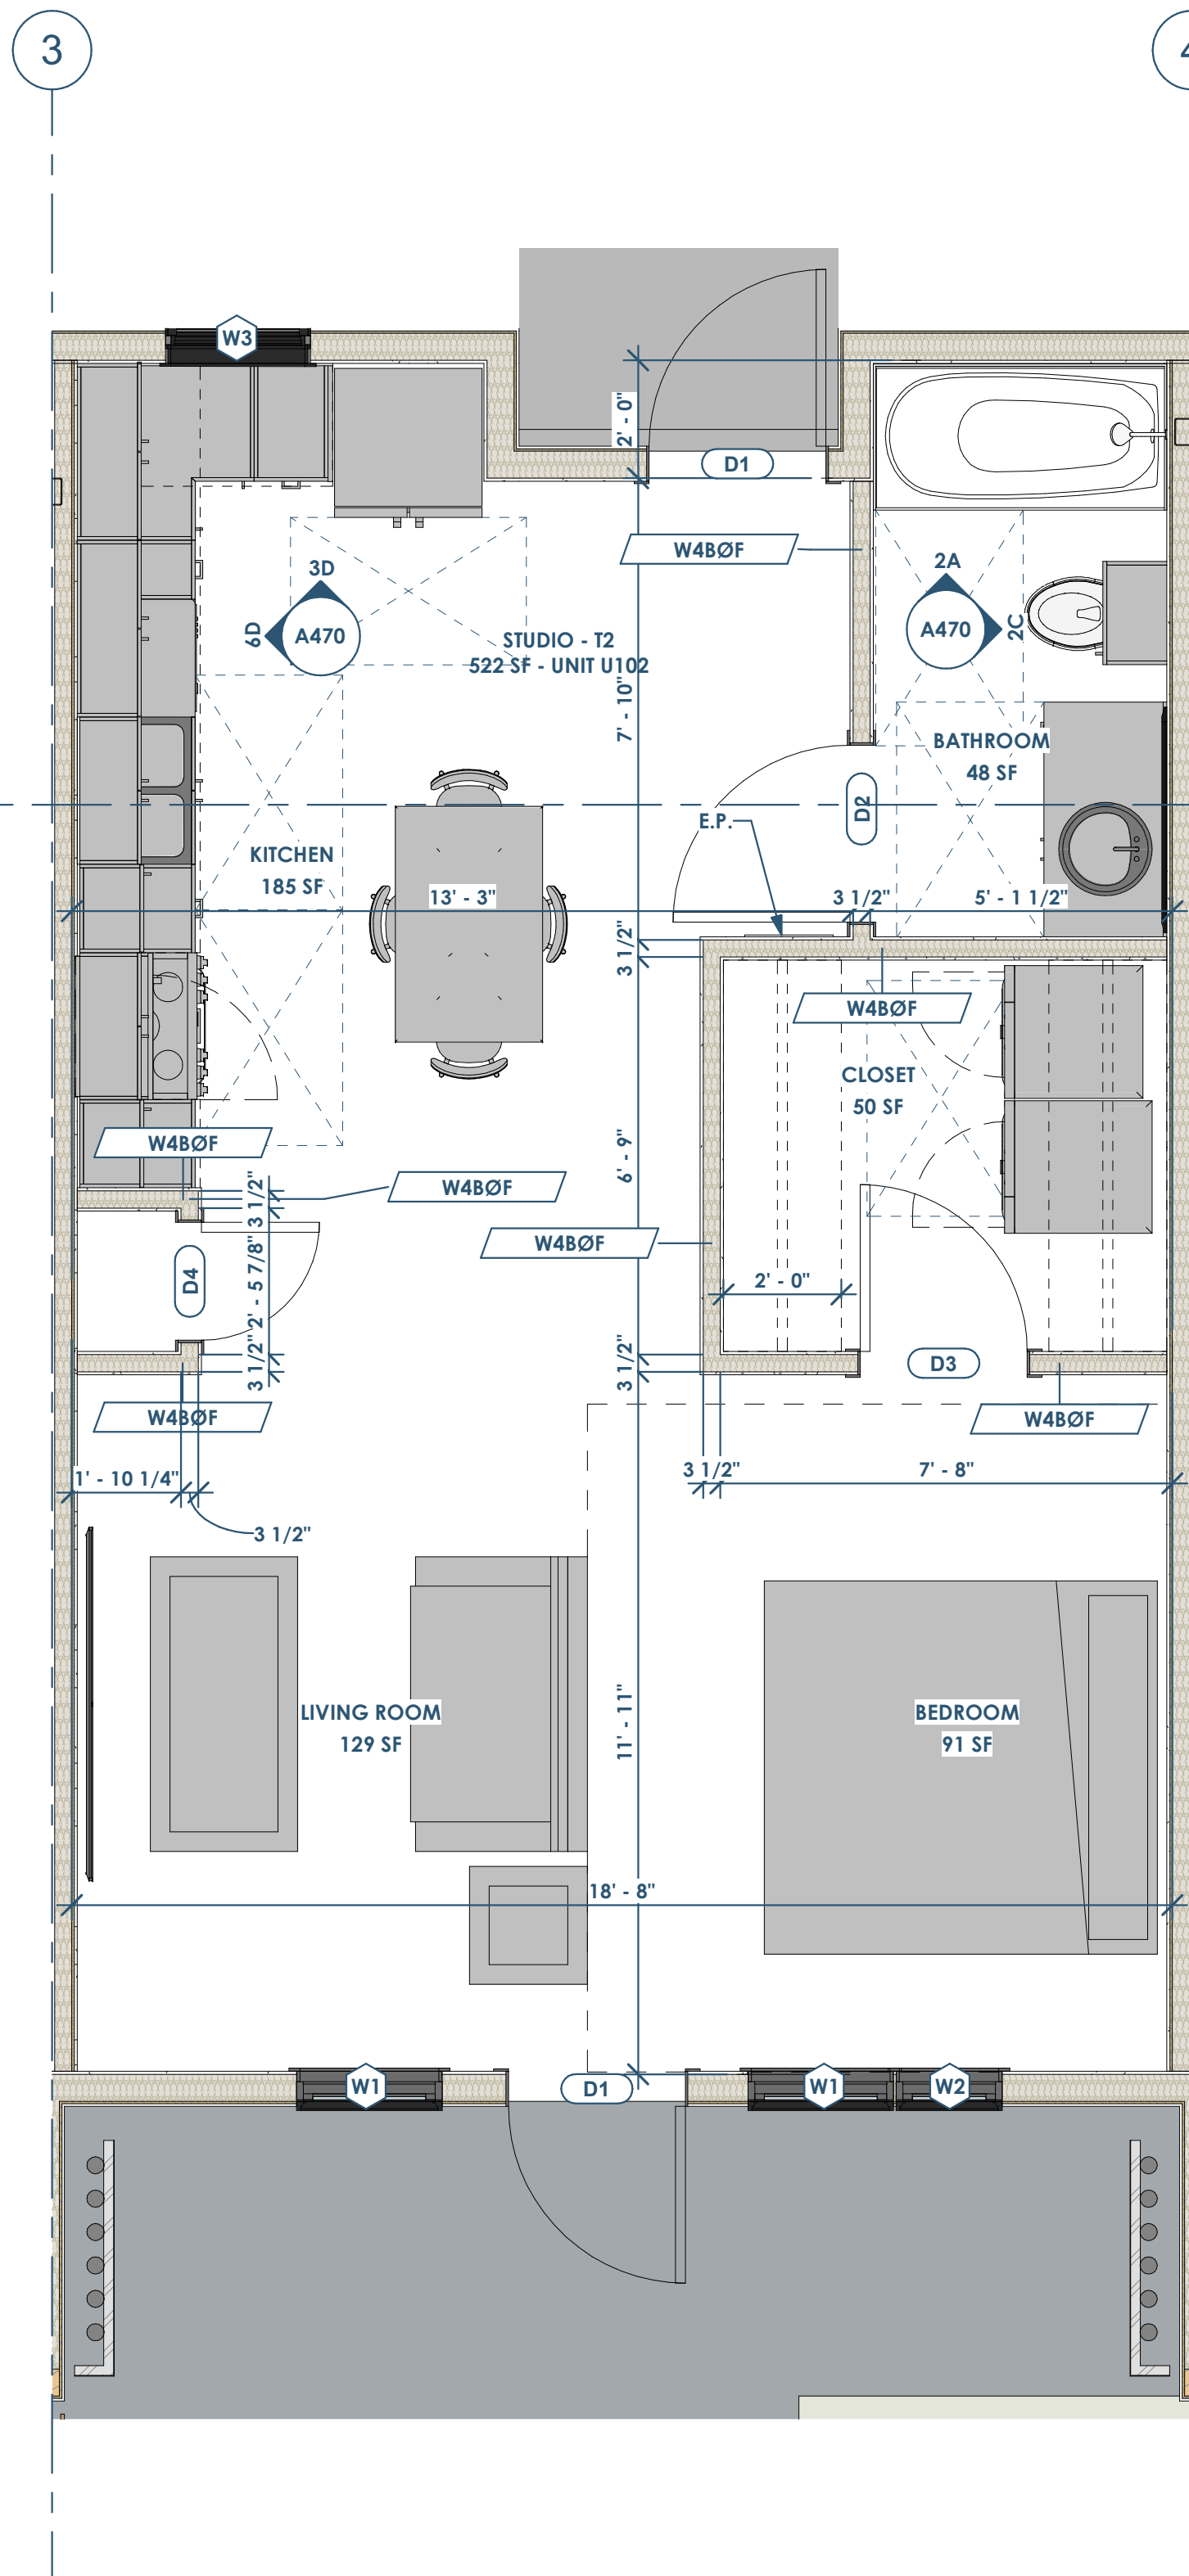 3
4
W3
2' - 0"
D1
W4BØF
3D
6D
A470
2A
A470
2C
STUDIO - T2
522 SF - UNIT U102
7' - 10"
BATHROOM
48 SF
D2
E.P.
KITCHEN
185 SF
13' - 3"
3 1/2"
5' - 1 1/2"
3 1/2"
W4BØF
CLOSET
50 SF
W4BØF
6' - 9"
W4BØF
3 1/2"
W4BØF
D4
2' - 5 7/8"
2' - 0"
3 1/2"
3 1/2"
D3
W4BØF
W4BØF
1' - 10 1/4"
3 1/2"
7' - 8"
3 1/2"
LIVING ROOM
129 SF
11' - 11"
BEDROOM
91 SF
18' - 8"
W1
D1
W1
W2